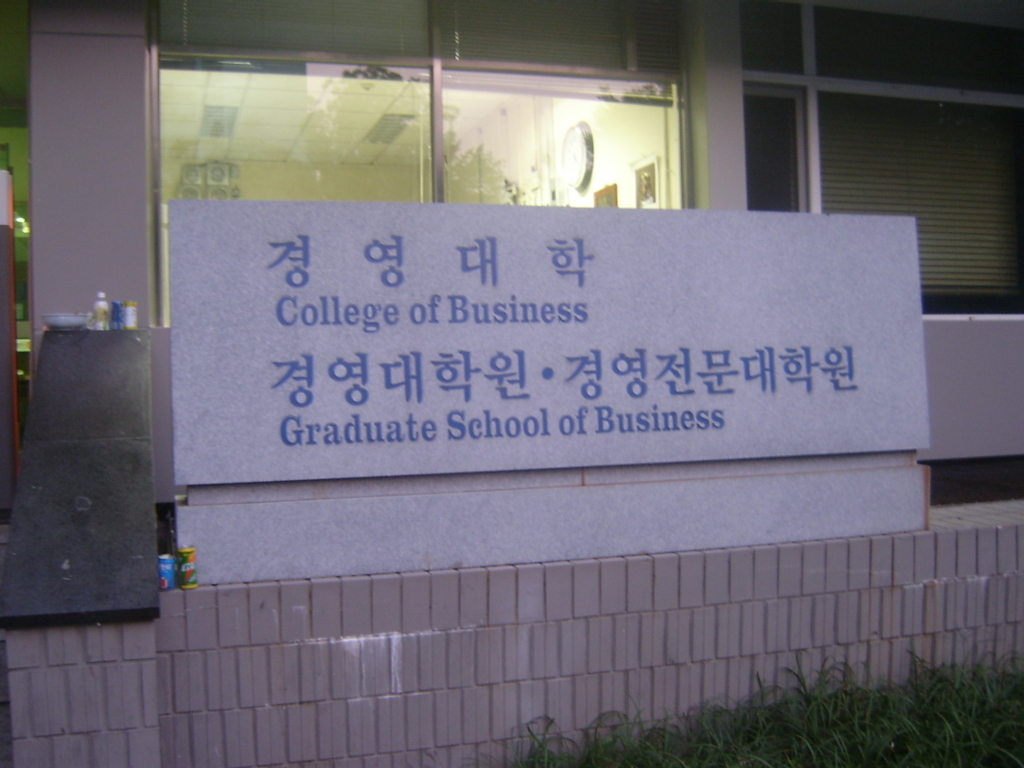 경영대학
College of Business
경영대학원·경영전문대학원
Graduate School of Business